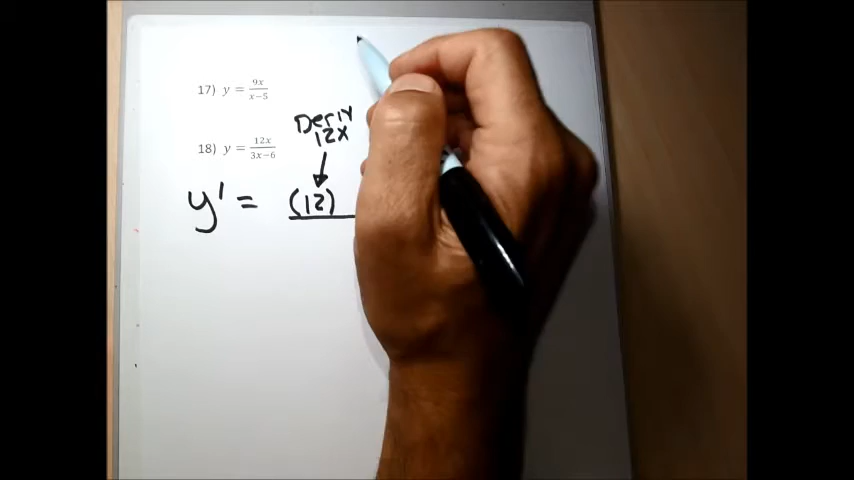 17) y = 9x/x−5
Deriv
12x
18) y = 12x/3x−6
y' = (12)